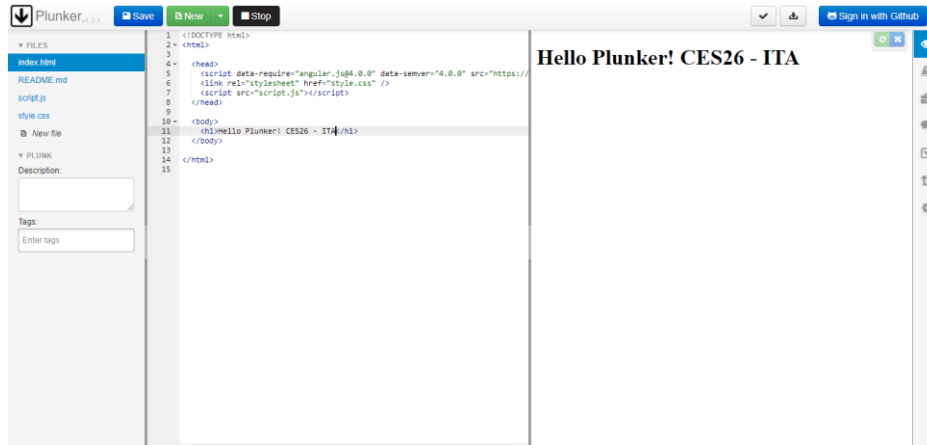 Plunker v1.2.1
Save
New
Stop
Sign in with Github
FILES
index.html
README.md
script.js
style.css
New file
PLUNK
Description:
Tags:
Enter tags
1 <!DOCTYPE html>
2 <html>
3
4 <head>
5 <script data-require="angular.js@4.0.0" data-semver="4.0.0" src="https://
6 <link rel="stylesheet" href="style.css" />
7 <script src="script.js"></script>
8 </head>
9
10 <body>
11 <h1>Hello Plunker! CES26 - ITA</h1>
12 </body>
13
14 </html>
15
Hello Plunker! CES26 - ITA